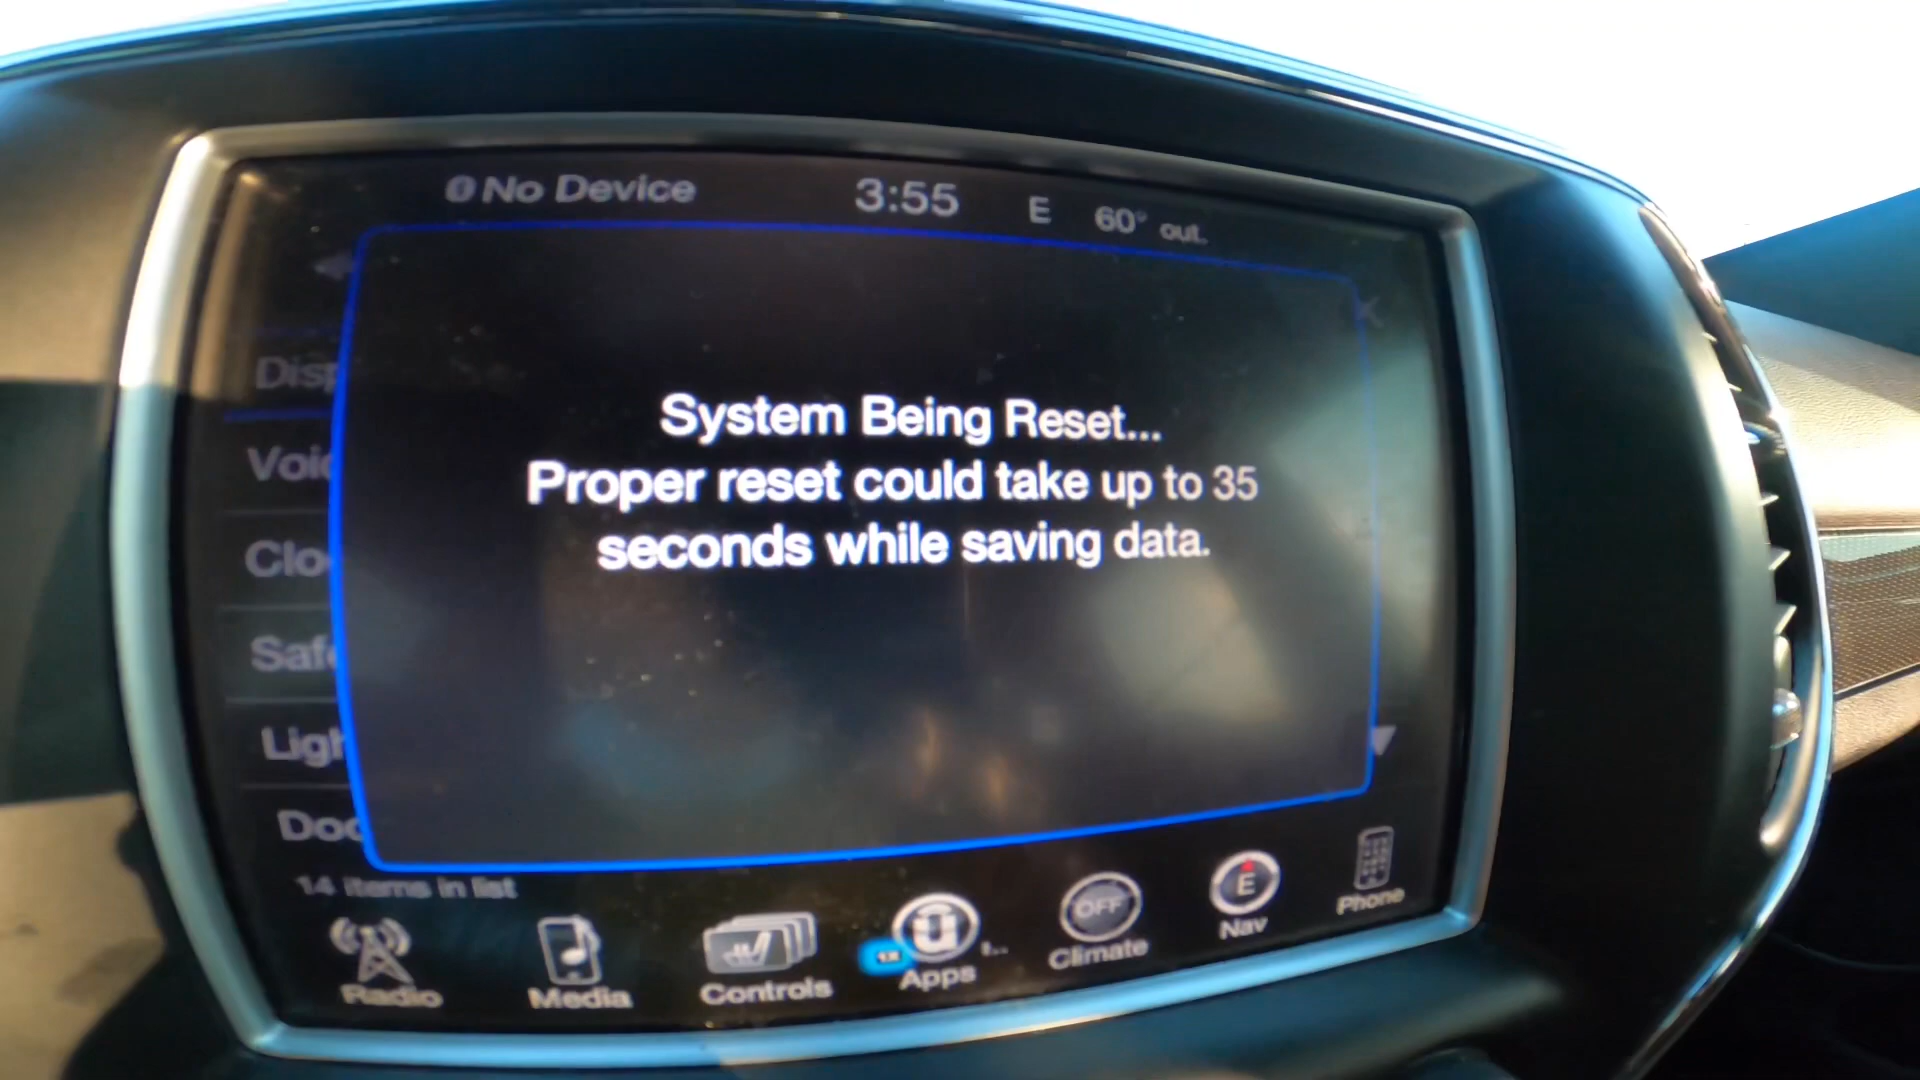 No Device 3:55 E 60° out.
System Being Reset...
Proper reset could take up to 35
seconds while saving data.
14 items in list
Radio Media Controls Apps OFF Climate E Nav Phone